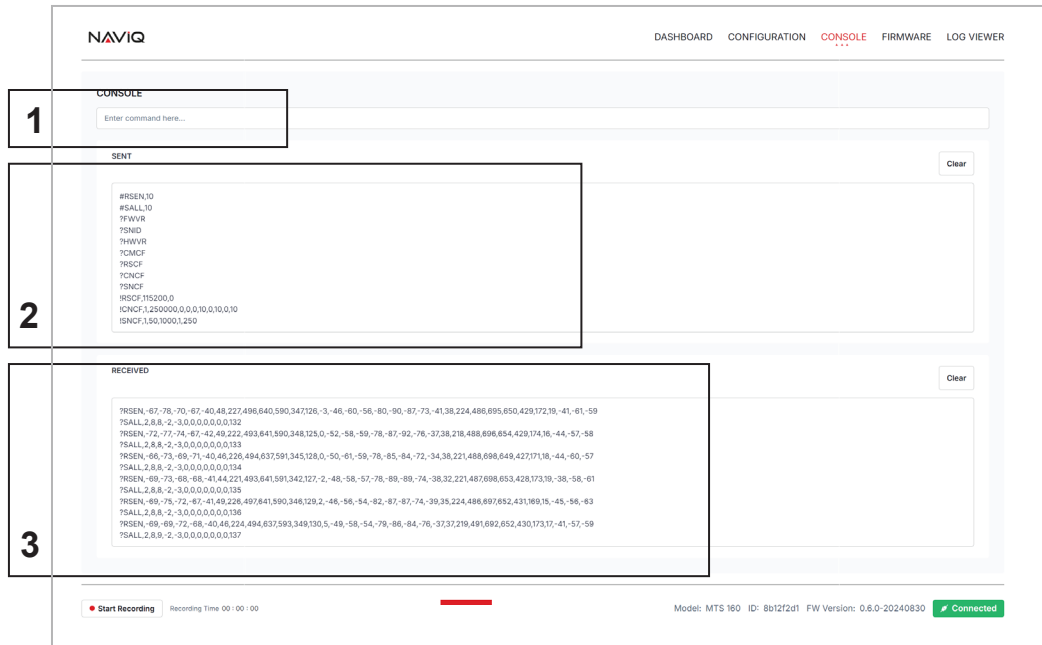 NAViQ
DASHBOARD CONFIGURATION CONSOLE FIRMWARE LOG VIEWER
1
CONSOLE
Enter command here...
2
SENT
Clear
#RSEN,10
#SALL,10
?FWVR
?SNID
?HWVR
?CMCF
?RSCF
?CNCF
?SNCF
!RSCF,115200,0
!CNCF,1,250000,0,0,0,10,0,10,0,10
!SNCF,1,50,1000,1,250
3
RECEIVED
Clear
?RSEN,-67,-78,-70,-67,-40,48,227,496,640,590,347,126,-3,-46,-60,-56,-80,-90,-87,-73,-41,38,224,486,695,650,429,172,19,-41,-61,-59
?SALL,2,8,8,-2,-3,0,0,0,0,0,0,132
?RSEN,-72,-77,-74,-67,-42,49,222,493,641,590,348,125,0,-52,-58,-59,-78,-87,-92,-76,-37,38,218,488,696,654,429,174,16,-44,-57,-58
?SALL,2,8,8,-2,-3,0,0,0,0,0,0,133
?RSEN,-66,-73,-69,-71,-40,46,226,494,637,591,345,128,0,-50,-61,-59,-78,-85,-84,-72,-34,38,221,488,698,649,427,171,18,-44,-60,-57
?SALL,2,8,8,-2,-3,0,0,0,0,0,0,134
?RSEN,-69,-73,-68,-68,-41,44,221,493,641,591,342,127,-2,-48,-58,-57,-78,-89,-89,-74,-38,32,221,487,698,653,428,173,19,-38,-58,-61
?SALL,2,8,8,-2,-3,0,0,0,0,0,0,135
?RSEN,-69,-75,-72,-67,-41,49,226,497,641,590,346,129,2,-46,-56,-54,-82,-87,-87,-74,-39,35,224,486,697,652,431,169,15,-45,-56,-63
?SALL,2,8,8,-2,-3,0,0,0,0,0,0,136
?RSEN,-69,-69,-72,-68,-40,46,224,494,637,593,349,130,5,-49,-58,-54,-79,-86,-84,-76,-37,37,219,491,692,652,430,173,17,-41,-57,-59
?SALL,2,8,9,-2,-3,0,0,0,0,0,0,137
Start Recording Recording Time 00 : 00 : 00 Model: MTS 160 ID: 8b12f2d1 FW Version: 0.6.0-20240830 Connected